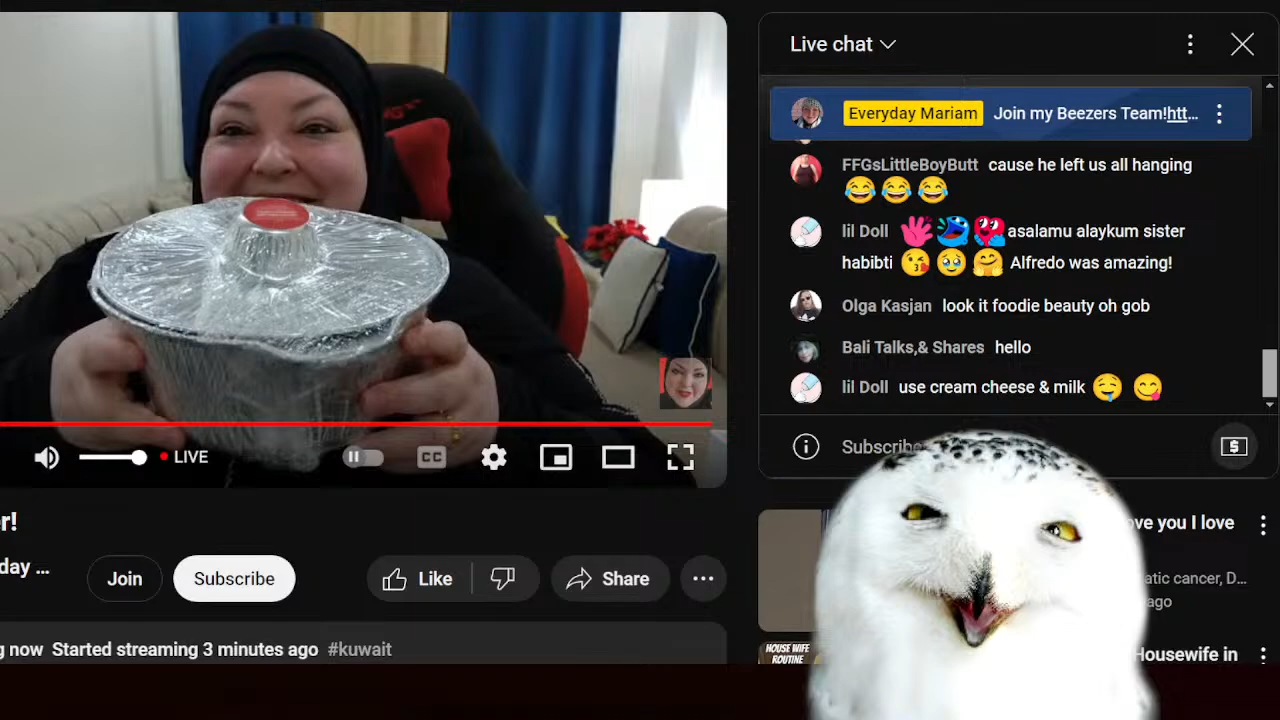 Live chat
Everyday Mariam Join my Beezers Team!htt...
FFGsLittleBoyButt cause he left us all hanging
😂😂😂
lil Doll asalamu alaykum sister
habibti 😘🥹🤗 Alfredo was amazing!
Olga Kasjan look it foodie beauty oh gob
Bali Talks,& Shares hello
lil Doll use cream cheese & milk 🤤😋
CC
LIVE
Subscribe
er!
day ...
Join
Subscribe
Like
Share
ove you I love
atic cancer, D...
ago
g now Started streaming 3 minutes ago #kuwait
HOUSE WIFE
ROUTINE
Housewife in